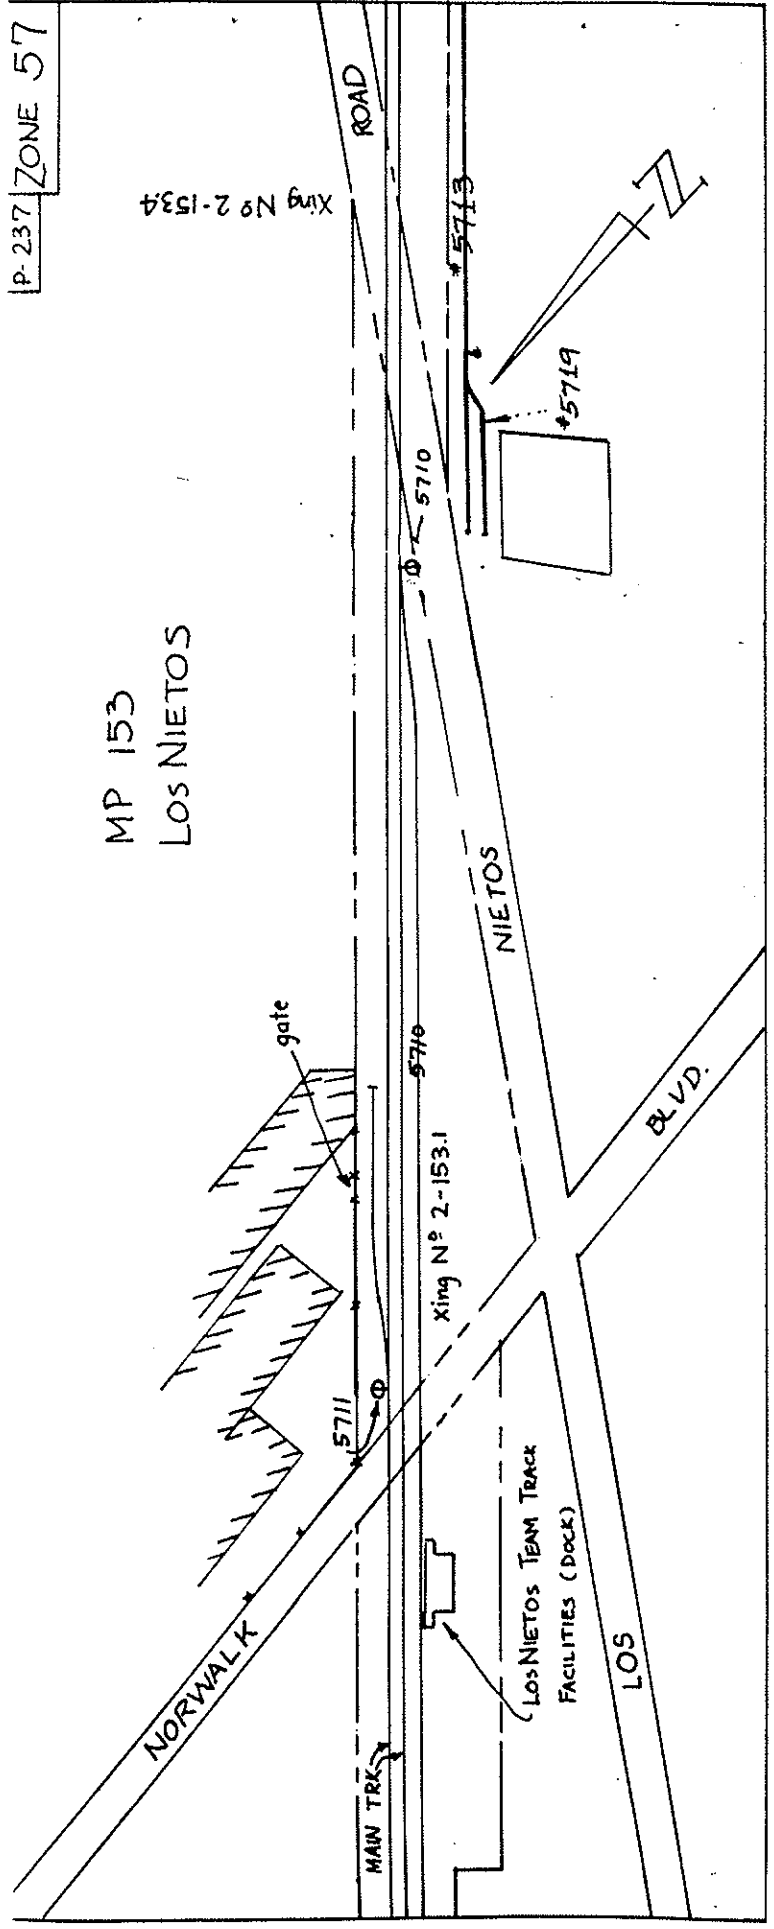 P-237
ZONE 57
MP 153
LOS NIETOS
Xing Nº 2-153.4
ROAD
# 5713
#5719
5710
N
gate
NIETOS
5710
5711
Xing Nº 2-153.1
BLVD.
NORWALK
MAIN TRK
LOS NIETOS TEAM TRACK
FACILITIES (DOCK)
LOS